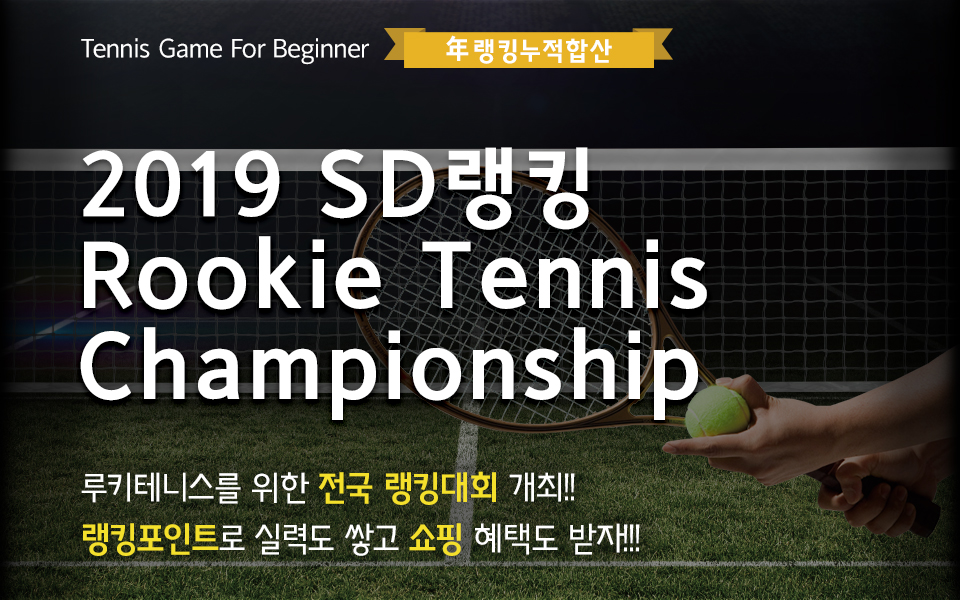 Tennis Game For Beginner
年랭킹누적합산
2019 SD랭킹
Rookie Tennis
Championship
루키테니스를 위한 전국 랭킹대회 개최!!
랭킹포인트로 실력도 쌓고 쇼핑 혜택도 받자!!!